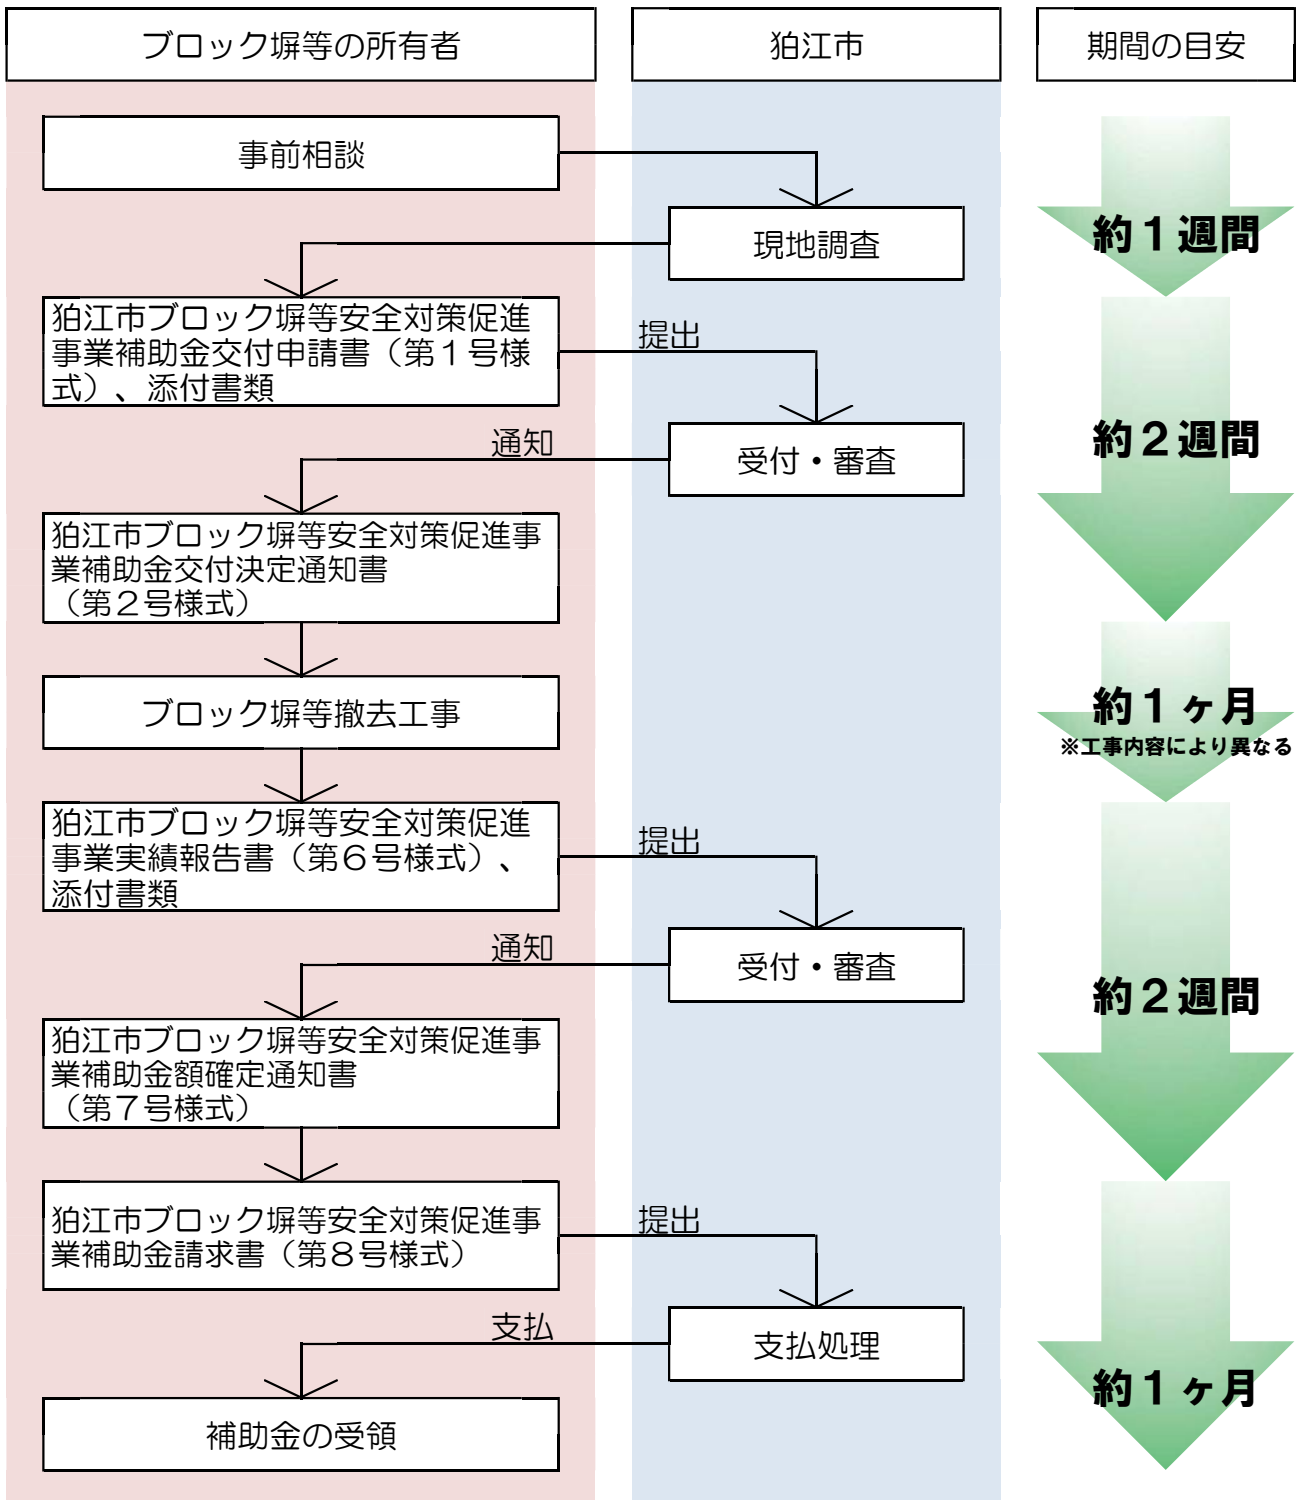 ブロック塀等の所有者
狛江市
期間の目安
事前相談
現地調査
約１週間
狛江市ブロック塀等安全対策促進
事業補助金交付申請書（第１号様
式）、添付書類
提出
受付・審査
約２週間
通知
狛江市ブロック塀等安全対策促進事
業補助金交付決定通知書
（第２号様式）
ブロック塀等撤去工事
約１ヶ月
※工事内容により異なる
狛江市ブロック塀等安全対策促進
事業実績報告書（第６号様式）、
添付書類
提出
受付・審査
約２週間
通知
狛江市ブロック塀等安全対策促進事
業補助金額確定通知書
（第７号様式）
狛江市ブロック塀等安全対策促進事
業補助金請求書（第８号様式）
提出
支払処理
支払
約１ヶ月
補助金の受領